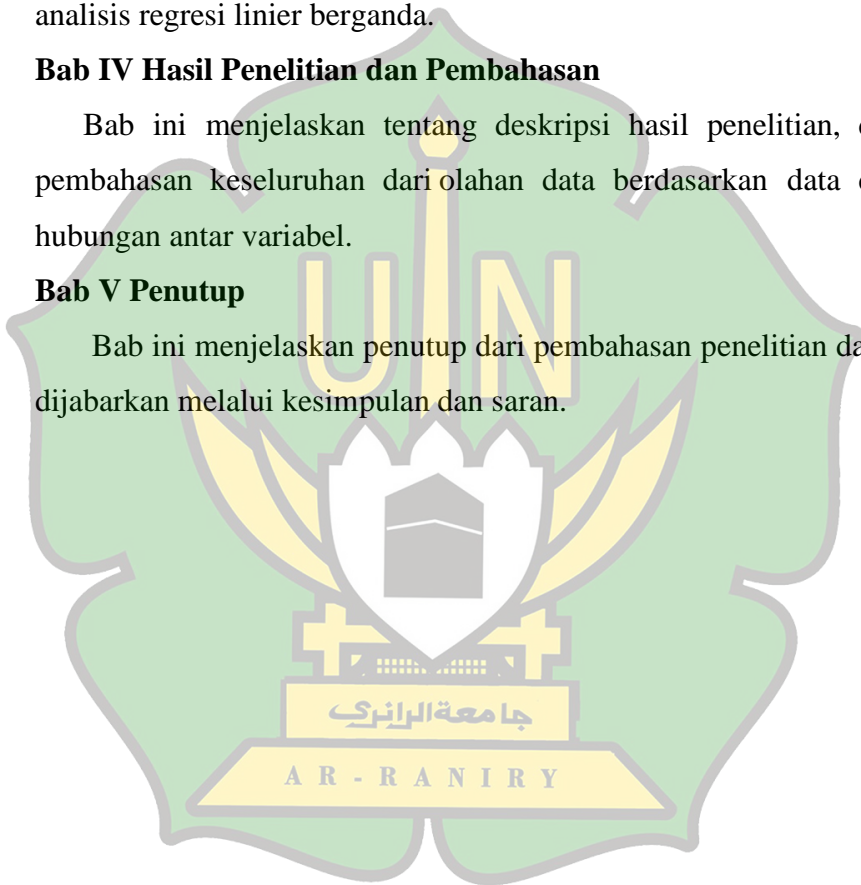 analisis regresi linier berganda.
Bab IV Hasil Penelitian dan Pembahasan
Bab ini menjelaskan tentang deskripsi hasil penelitian,
pembahasan keseluruhan dari olahan data berdasarkan data
hubungan antar variabel.
Bab V Penutup
Bab ini menjelaskan penutup dari pembahasan penelitian
dijabarkan melalui kesimpulan dan saran.
UIN
جامعةالرانري
AR-RANIRY